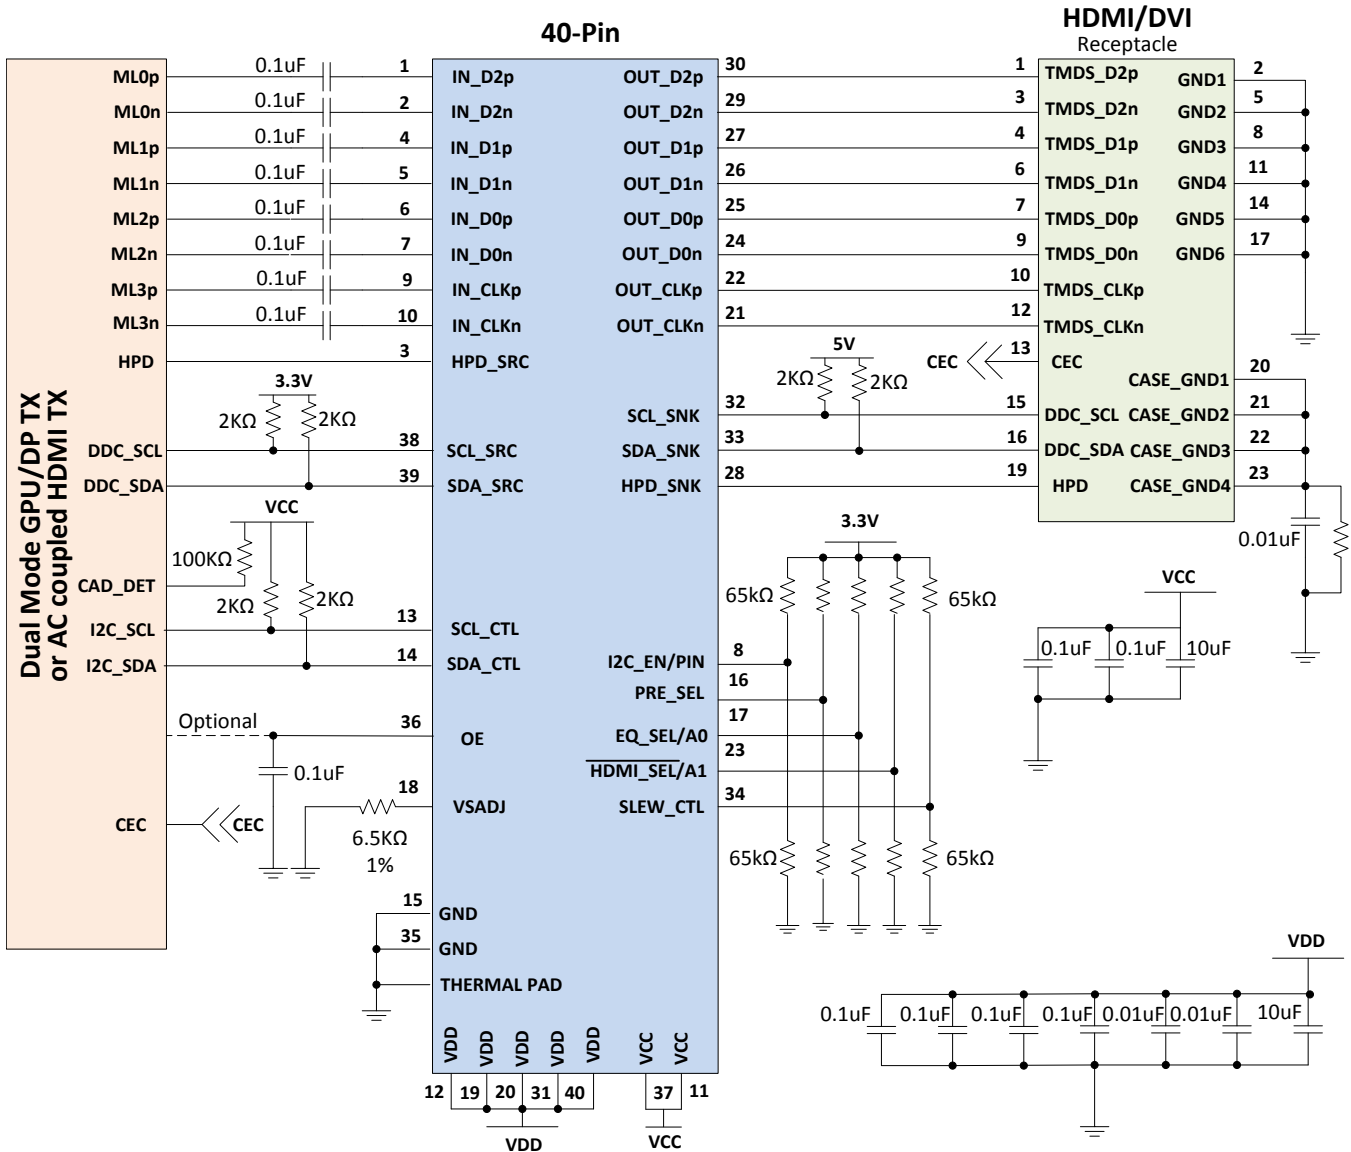 40-Pin
HDMI/DVI
Receptacle
Dual Mode GPU/DP TX
or AC coupled HDMI TX
ML0p 0.1uF 1 IN_D2p OUT_D2p 30 1 TMDS_D2p GND1 2
ML0n 0.1uF 2 IN_D2n OUT_D2n 29 3 TMDS_D2n GND2 5
ML1p 0.1uF 4 IN_D1p OUT_D1p 27 4 TMDS_D1p GND3 8
ML1n 0.1uF 5 IN_D1n OUT_D1n 26 6 TMDS_D1n GND4 11
ML2p 0.1uF 6 IN_D0p OUT_D0p 25 7 TMDS_D0p GND5 14
ML2n 0.1uF 7 IN_D0n OUT_D0n 24 9 TMDS_D0n GND6 17
ML3p 0.1uF 9 IN_CLKp OUT_CLKp 22 10 TMDS_CLKp
ML3n 0.1uF 10 IN_CLKn OUT_CLKn 21 12 TMDS_CLKn
HPD 3 HPD_SRC 5V CEC 13 CEC
3.3V 2KΩ 2KΩ CASE_GND1 20
2KΩ 2KΩ SCL_SNK 32 15 DDC_SCL CASE_GND2 21
DDC_SCL 38 SCL_SRC SDA_SNK 33 16 DDC_SDA CASE_GND3 22
DDC_SDA 39 SDA_SRC HPD_SNK 28 19 HPD CASE_GND4 23
VCC 3.3V 0.01uF
100KΩ
CAD_DET 2KΩ 2KΩ 65kΩ 65kΩ VCC
I2C_SCL 13 SCL_CTL
I2C_SDA 14 SDA_CTL I2C_EN/PIN 8 0.1uF 0.1uF 10uF
PRE_SEL 16
Optional 36 OE EQ_SEL/A0 17
0.1uF HDMI_SEL/A1 23
18 VSADJ SLEW_CTL 34
CEC CEC
6.5KΩ 65kΩ 65kΩ
1%
15 GND
35 GND
THERMAL PAD
VDD
0.1uF 0.1uF 0.1uF 0.1uF 0.01uF 0.01uF 10uF
VDD VDD VDD VDD VDD VCC VCC
12 19 20 31 40 37 11
VDD VCC